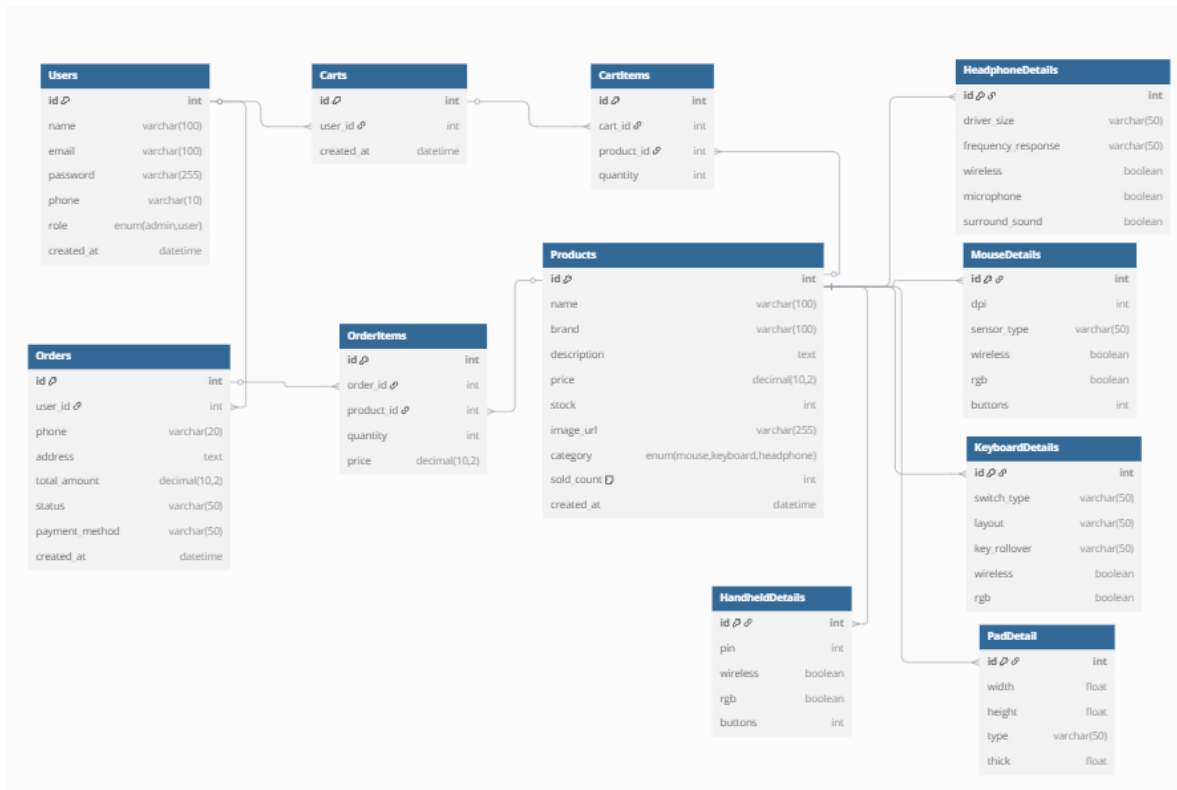 Users
id int
name varchar(100)
email varchar(100)
password varchar(255)
phone varchar(10)
role enum(admin,user)
created_at datetime
Carts
id int
user_id int
created_at datetime
CartItems
id int
cart_id int
product_id int
quantity int
HeadphoneDetails
id int
driver_size varchar(50)
frequency_response varchar(50)
wireless boolean
microphone boolean
surround_sound boolean
Products
id int
name varchar(100)
brand varchar(100)
description text
price decimal(10,2)
stock int
image_url varchar(255)
category enum(mouse,keyboard,headphone)
sold_count int
created_at datetime
MouseDetails
id int
dpi int
sensor_type varchar(50)
wireless boolean
rgb boolean
buttons int
Orders
id int
user_id int
phone varchar(20)
address text
total_amount decimal(10,2)
status varchar(50)
payment_method varchar(50)
created_at datetime
OrderItems
id int
order_id int
product_id int
quantity int
price decimal(10,2)
KeyboardDetails
id int
switch_type varchar(50)
layout varchar(50)
key_rollover varchar(50)
wireless boolean
rgb boolean
HandheldDetails
id int
pin int
wireless boolean
rgb boolean
buttons int
PadDetail
id int
width float
height float
type varchar(50)
thick float